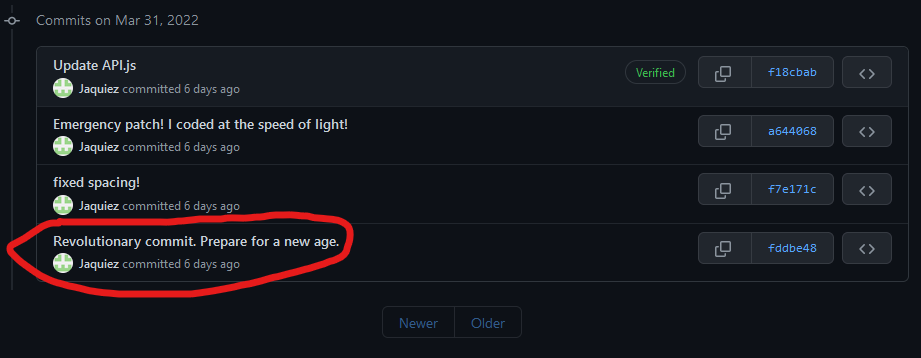 Commits on Mar 31, 2022
Update API.js
Jaquiez committed 6 days ago
Verified
f18cbab
Emergency patch! I coded at the speed of light!
Jaquiez committed 6 days ago
a644068
fixed spacing!
Jaquiez committed 6 days ago
f7e171c
Revolutionary commit. Prepare for a new age.
Jaquiez committed 6 days ago
fddbe48
Newer Older